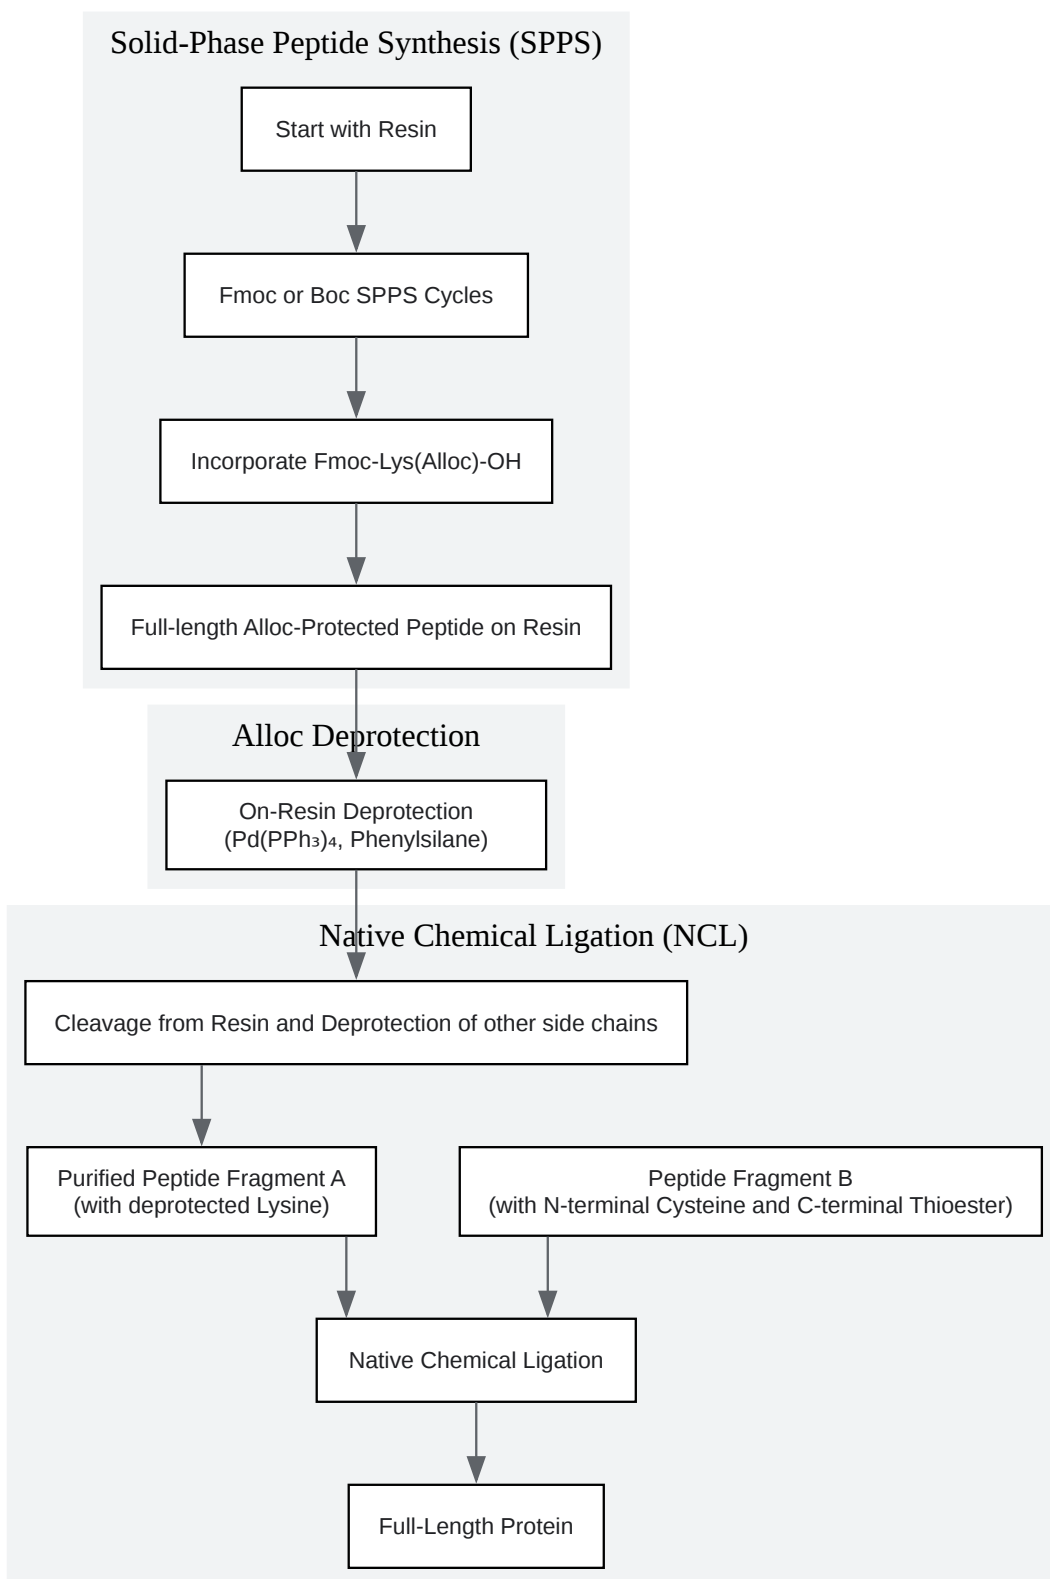 Solid-Phase Peptide Synthesis (SPPS)
Start with Resin
Fmoc or Boc SPPS Cycles
Incorporate Fmoc-Lys(Alloc)-OH
Full-length Alloc-Protected Peptide on Resin
Alloc Deprotection
On-Resin Deprotection
(Pd(PPh₃)₄, Phenylsilane)
Native Chemical Ligation (NCL)
Cleavage from Resin and Deprotection of other side chains
Purified Peptide Fragment A
(with deprotected Lysine)
Peptide Fragment B
(with N-terminal Cysteine and C-terminal Thioester)
Native Chemical Ligation
Full-Length Protein